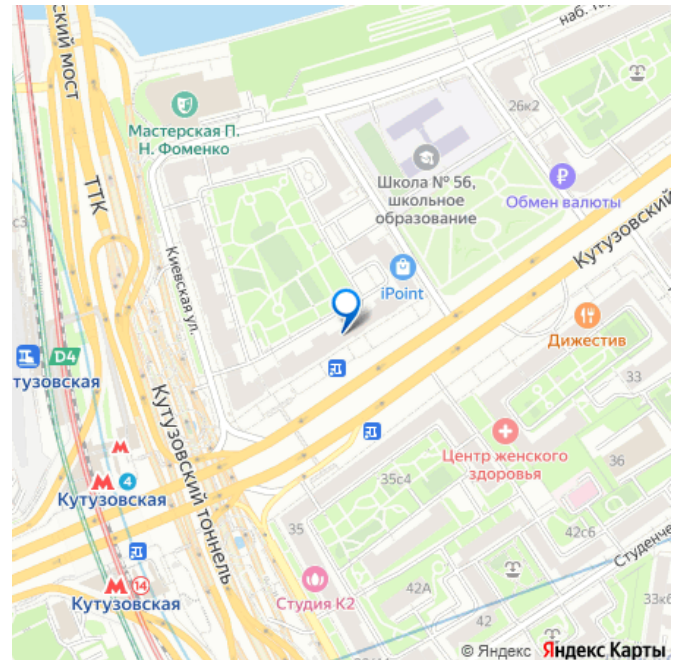 ский мост
наб. Та
ТТК
Мастерская П.
Н. Фоменко
26к2
Школа № 56,
школьное
образование
₽
Обмен валюты
с3
Киевская ул.
iPoint
Кутузовский
D4
тузовская
Дижестив
33
Кутузовский тоннель
М
М 4
Кутузовская
Центр женского
здоровья
36
35с4
35
42с6
Студенче
М 14
Кутузовская
Студия К2
42А
42
33к6
© Яндекс Яндекс Карты